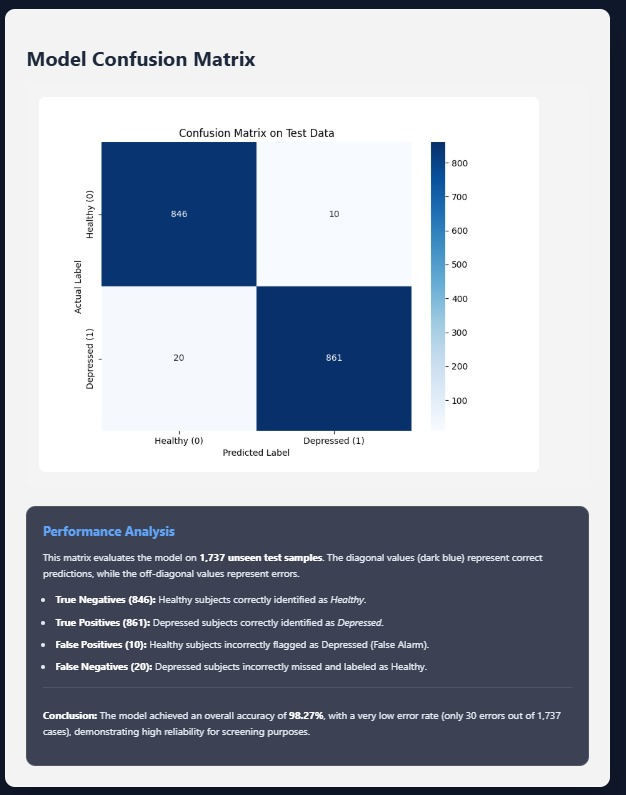 Model Confusion Matrix
Confusion Matrix on Test Data
Actual Label
Healthy (0)
846
10
Depressed (1)
20
861
Healthy (0)
Depressed (1)
Predicted Label
800
700
600
500
400
300
200
100
Performance Analysis
This matrix evaluates the model on 1,737 unseen test samples. The diagonal values (dark blue) represent correct
predictions, while the off-diagonal values represent errors.
• True Negatives (846): Healthy subjects correctly identified as Healthy.
• True Positives (861): Depressed subjects correctly identified as Depressed.
• False Positives (10): Healthy subjects incorrectly flagged as Depressed (False Alarm).
• False Negatives (20): Depressed subjects incorrectly missed and labeled as Healthy.
Conclusion: The model achieved an overall accuracy of 98.27%, with a very low error rate (only 30 errors out of 1,737
cases), demonstrating high reliability for screening purposes.